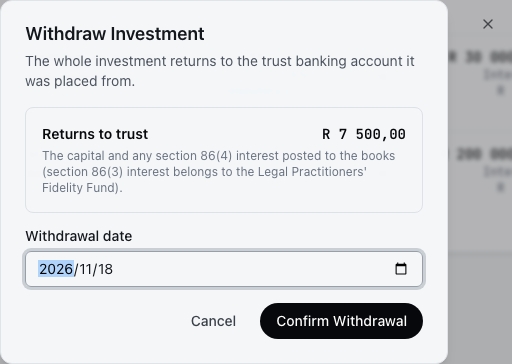 Withdraw Investment
The whole investment returns to the trust banking account it
was placed from.
Returns to trust R 7 500,00
The capital and any section 86(4) interest posted to the books
(section 86(3) interest belongs to the Legal Practitioners'
Fidelity Fund).
Withdrawal date
2026/11/18
Cancel Confirm Withdrawal